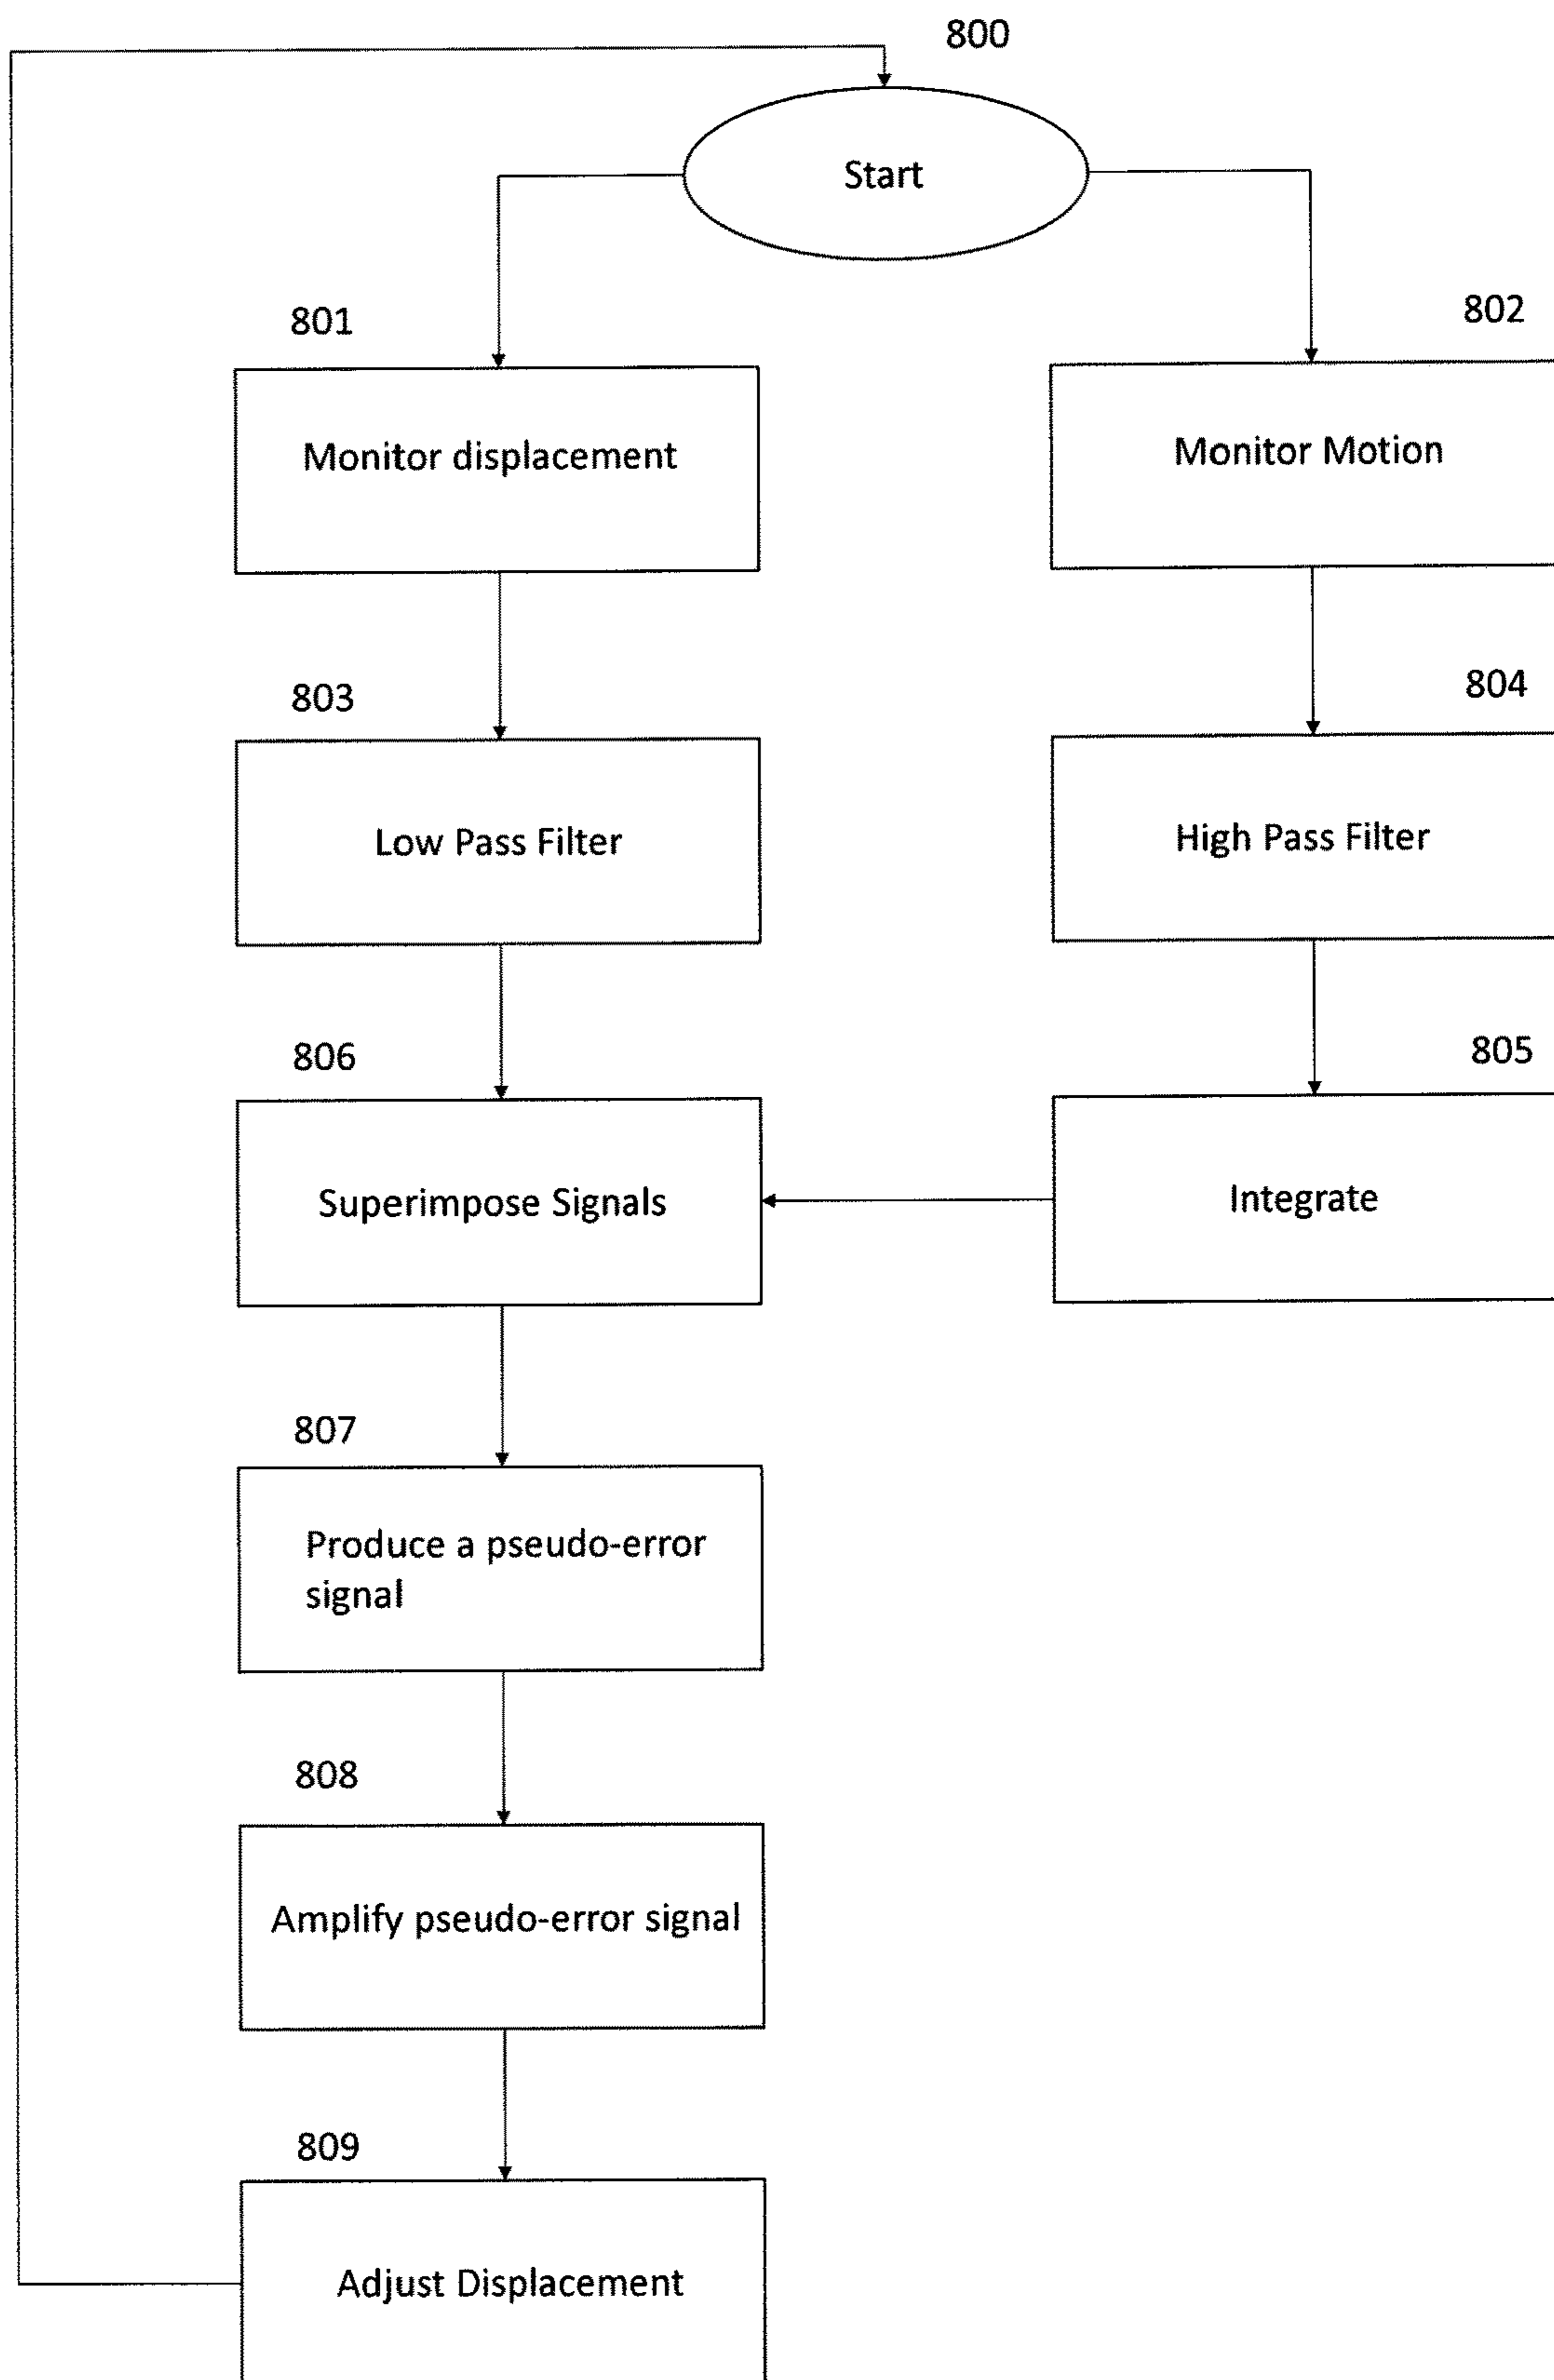 800
Start
801
802
Monitor displacement
Monitor Motion
803
804
Low Pass Filter
High Pass Filter
806
805
Superimpose Signals
Integrate
807
Produce a pseudo-error
signal
808
Amplify pseudo-error signal
809
Adjust Displacement